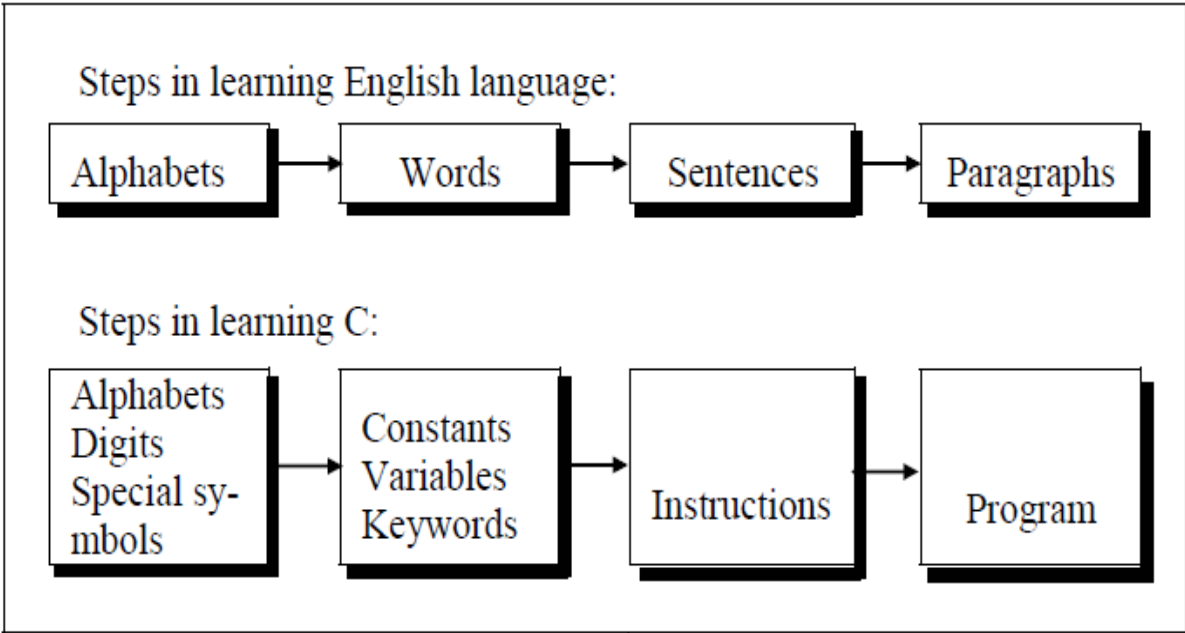 Steps in learning English language:
Alphabets
Words
Sentences
Paragraphs
Steps in learning C:
Alphabets
Digits
Special sy-
mbols
Constants
Variables
Keywords
Instructions
Program